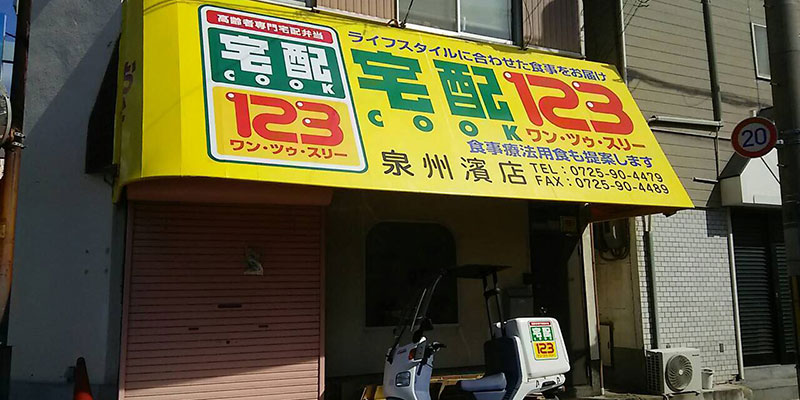 高齢者専門宅配弁当
宅配
COOK
123
ワン・ツゥ・スリー
ライフスタイルに合わせた食事をお届け
宅配123
COOK
ワン・ツゥ・スリー
食事療法用食も提案します
泉州濱店
TEL:0725-90-4479
FAX:0725-90-4489
20
宅配
123